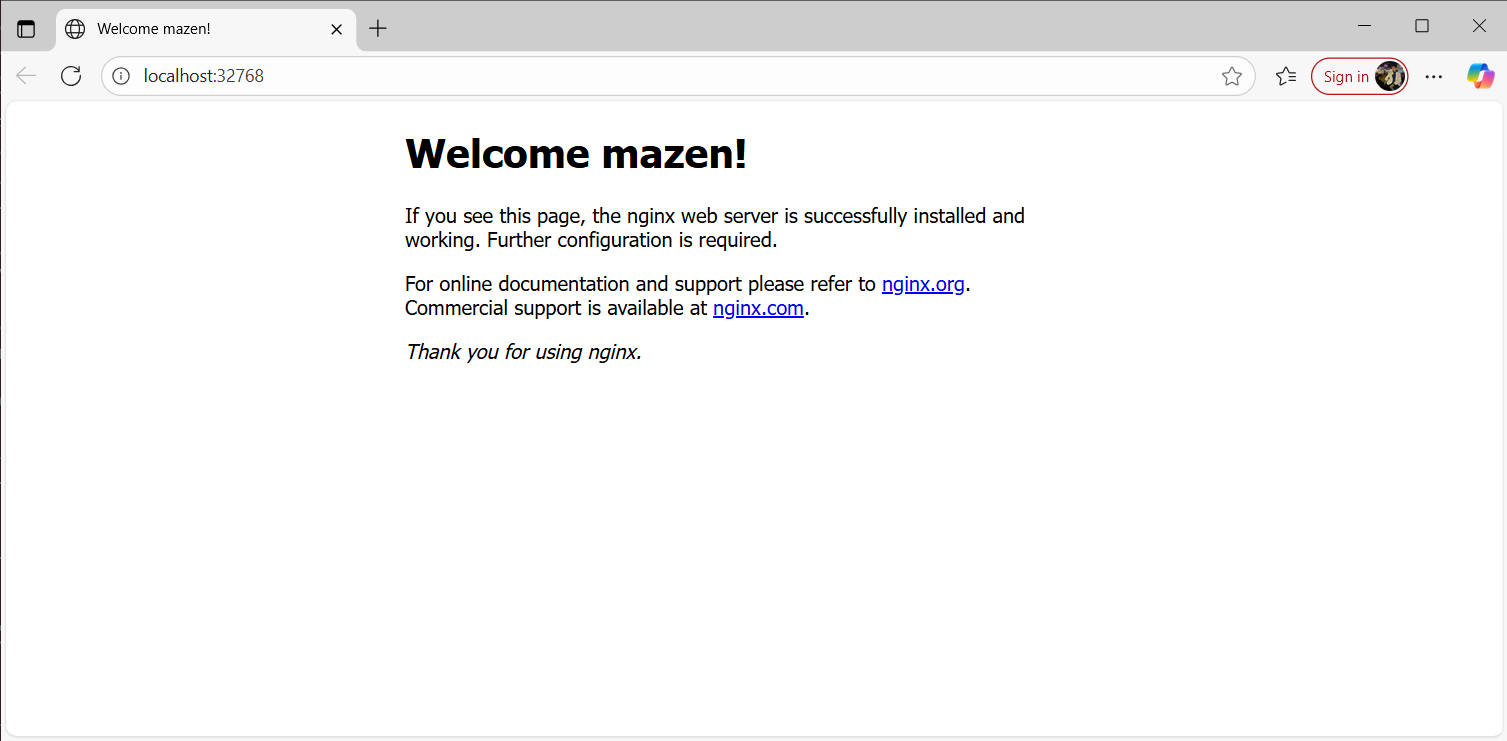 Welcome mazen!
localhost:32768
Sign in
Welcome mazen!
If you see this page, the nginx web server is successfully installed and
working. Further configuration is required.
For online documentation and support please refer to nginx.org.
Commercial support is available at nginx.com.
Thank you for using nginx.